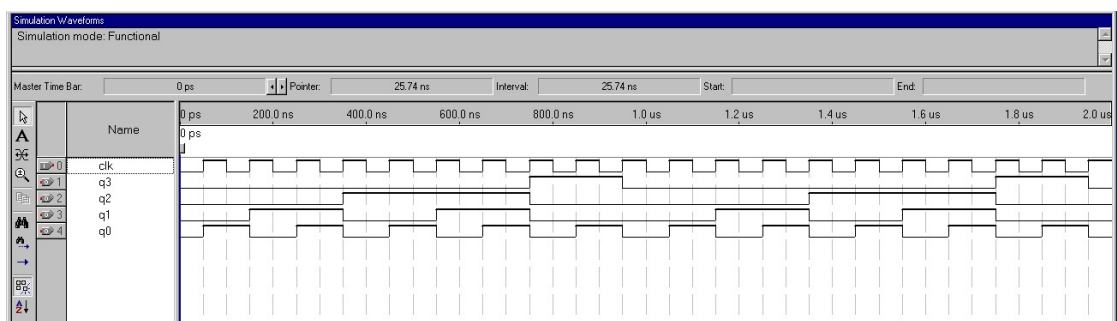 Simulation Waveforms
Simulation mode: Functional
Master Time Bar: 0 ps Pointer: 25.74 ns Interval: 25.74 ns Start: End:
Name
0 ps 200.0 ns 400.0 ns 600.0 ns 800.0 ns 1.0 us 1.2 us 1.4 us 1.6 us 1.8 us 2.0 us
0 ps
A
0 clk
1 q3
2 q2
3 q1
4 q0